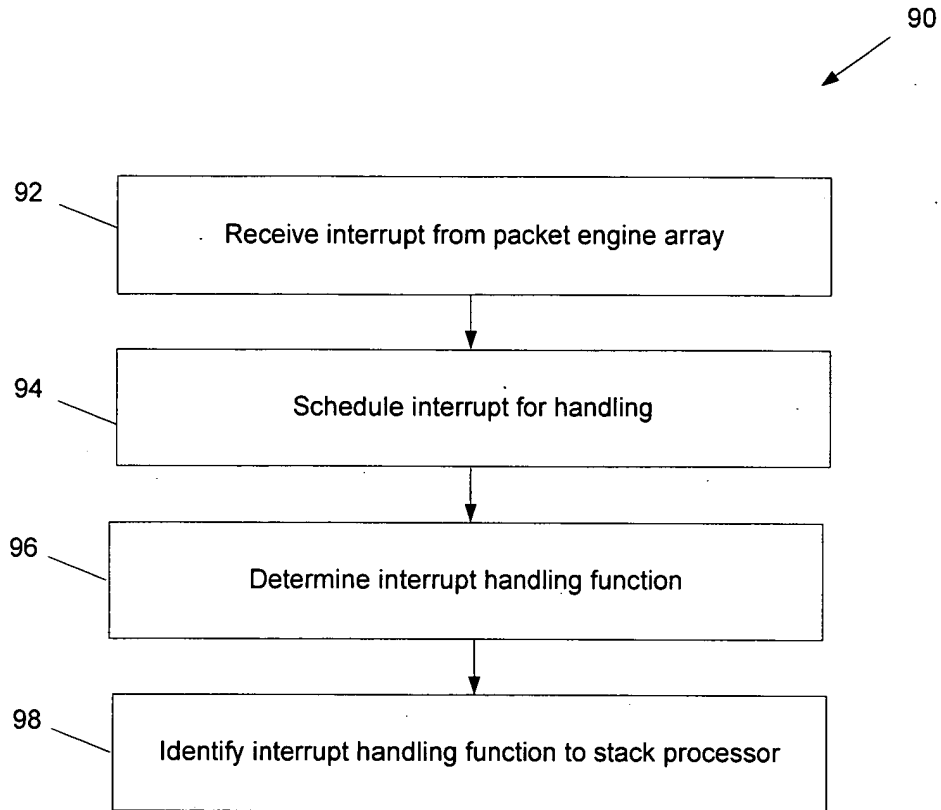 90
92
Receive interrupt from packet engine array
94
Schedule interrupt for handling
96
Determine interrupt handling function
98
Identify interrupt handling function to stack processor